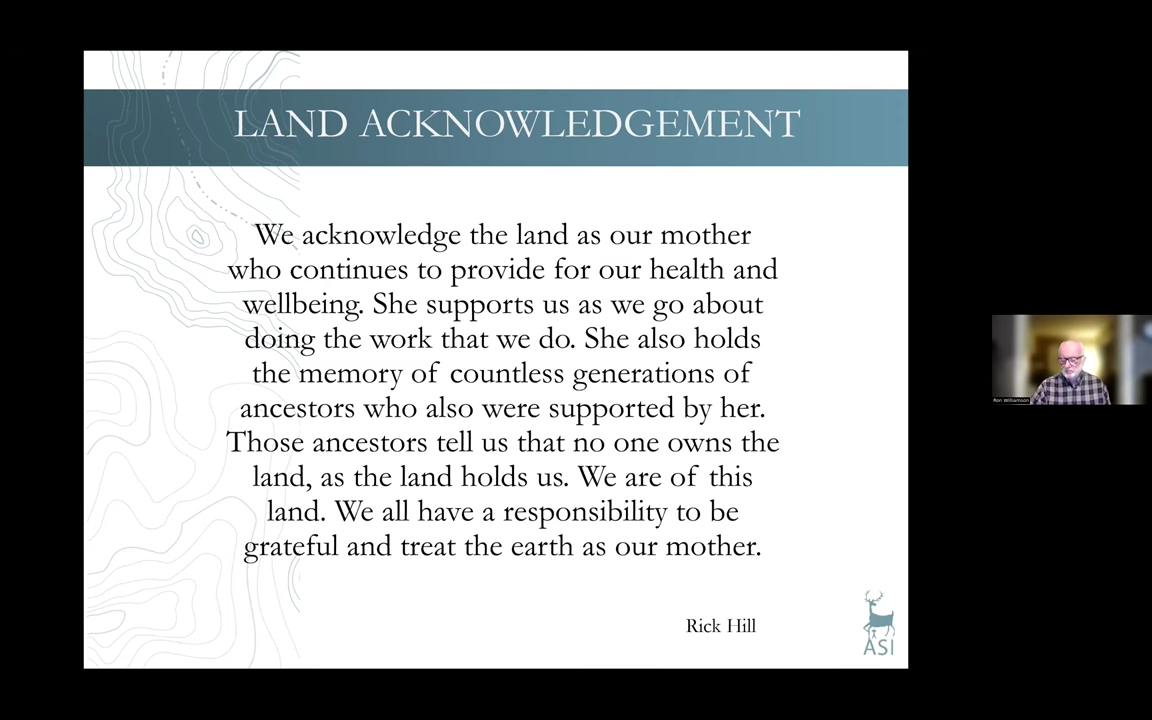 LAND ACKNOWLEDGEMENT
We acknowledge the land as our mother
who continues to provide for our health and
wellbeing. She supports us as we go about
doing the work that we do. She also holds
the memory of countless generations of
ancestors who also were supported by her.
Those ancestors tell us that no one owns the
land, as the land holds us. We are of this
land. We all have a responsibility to be
grateful and treat the earth as our mother.
Rick Hill
ASI
Ron Williamson